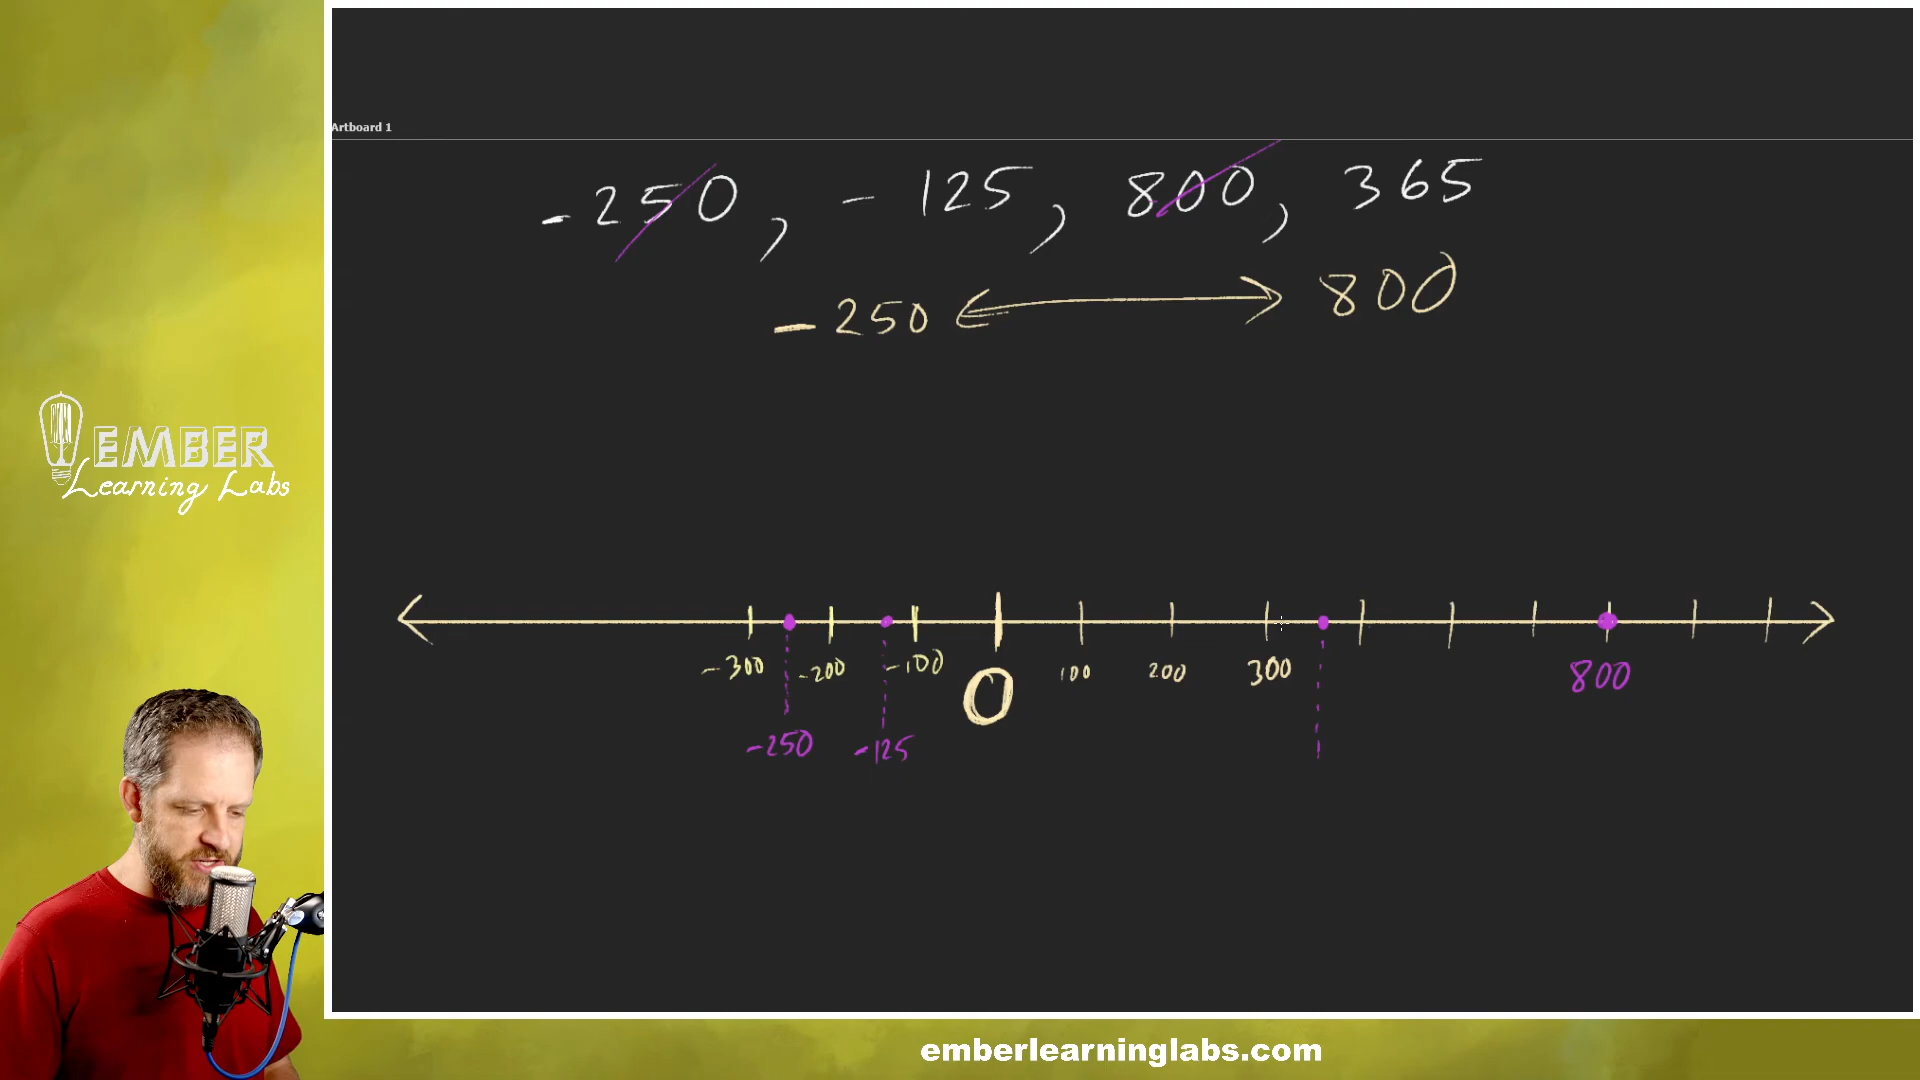 Artboard 1
-250, -125, 800, 365
-250 800
-300 -200 -100 0 100 200 300 800
-250 -125
EMBER
Learning Labs
emberlearninglabs.com